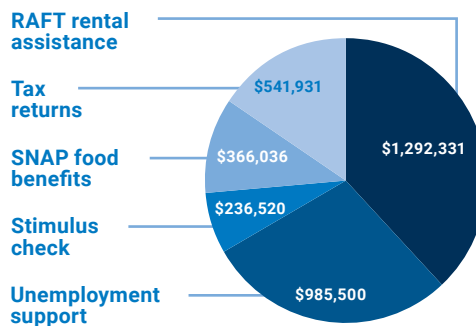 RAFT rental
assistance
Tax
returns
SNAP food
benefits
Stimulus
check
Unemployment
support
$541,931
$1,292,331
$366,036
$236,520
$985,500